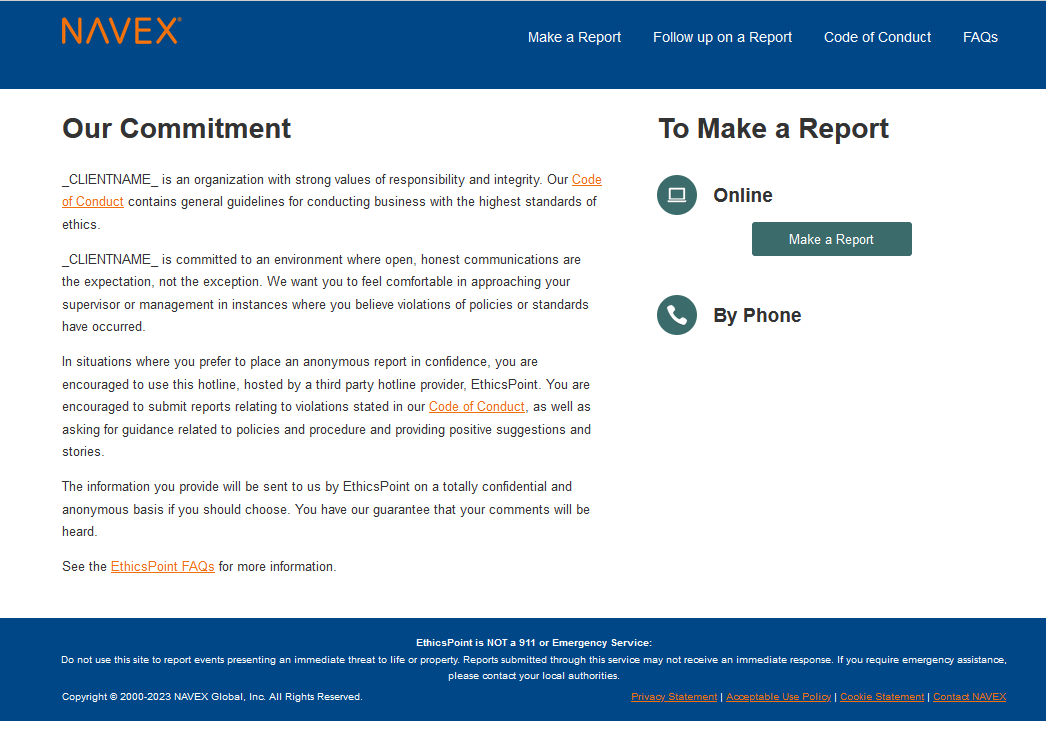 NAVEX®
Make a Report
Follow up on a Report
Code of Conduct
FAQs
Our Commitment
_CLIENTNAME_ is an organization with strong values of responsibility and integrity. Our Code
of Conduct contains general guidelines for conducting business with the highest standards of
ethics.
_CLIENTNAME_ is committed to an environment where open, honest communications are
the expectation, not the exception. We want you to feel comfortable in approaching your
supervisor or management in instances where you believe violations of policies or standards
have occurred.
In situations where you prefer to place an anonymous report in confidence, you are
encouraged to use this hotline, hosted by a third party hotline provider, EthicsPoint. You are
encouraged to submit reports relating to violations stated in our Code of Conduct, as well as
asking for guidance related to policies and procedure and providing positive suggestions and
stories.
The information you provide will be sent to us by EthicsPoint on a totally confidential and
anonymous basis if you should choose. You have our guarantee that your comments will be
heard.
See the EthicsPoint FAQs for more information.
To Make a Report
Online
Make a Report
By Phone
EthicsPoint is NOT a 911 or Emergency Service:
Do not use this site to report events presenting an immediate threat to life or property. Reports submitted through this service may not receive an immediate response. If you require emergency assistance,
please contact your local authorities.
Copyright © 2000-2023 NAVEX Global, Inc. All Rights Reserved.
Privacy Statement | Acceptable Use Policy | Cookie Statement | Contact NAVEX